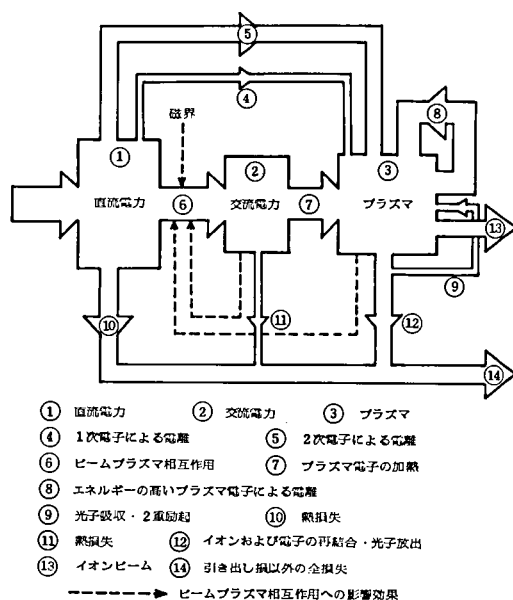 ⑤
④
⑧
磁界
①
②
③
直流電力
⑥
交流電力
⑦
プラズマ
⑬
⑨
⑩
⑪
⑫
⑭
① 直流電力 ② 交流電力 ③ プラズマ
④ 1次電子による電離 ⑤ 2次電子による電離
⑥ ビームプラズマ相互作用 ⑦ プラズマ電子の加熱
⑧ エネルギーの高いプラズマ電子による電離
⑨ 光子吸収・2重励起 ⑩ 熱損失
⑪ 熱損失 ⑫ イオンおよび電子の再結合・光子放出
⑬ イオンビーム ⑭ 引き出し損以外の全損失
ビームプラズマ相互作用への影響効果